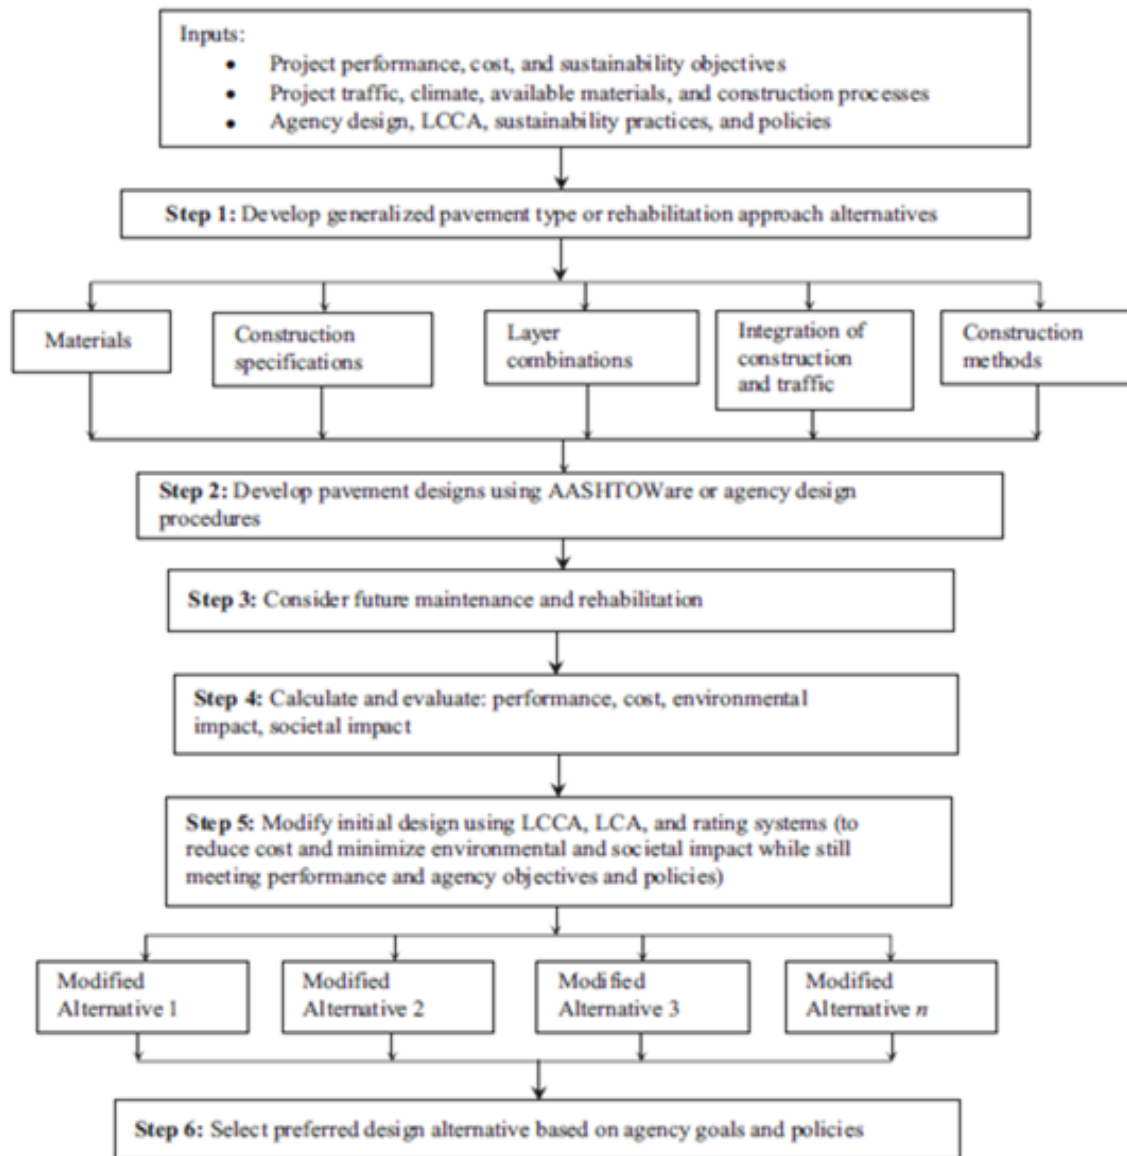 Inputs:
• Project performance, cost, and sustainability objectives
• Project traffic, climate, available materials, and construction processes
• Agency design, LCCA, sustainability practices, and policies
Step 1: Develop generalized pavement type or rehabilitation approach alternatives
Materials
Construction
specifications
Layer
combinations
Integration of
construction
and traffic
Construction
methods
Step 2: Develop pavement designs using AASHTOWare or agency design
procedures
Step 3: Consider future maintenance and rehabilitation
Step 4: Calculate and evaluate: performance, cost, environmental
impact, societal impact
Step 5: Modify initial design using LCCA, LCA, and rating systems (to
reduce cost and minimize environmental and societal impact while still
meeting performance and agency objectives and policies)
Modified
Alternative 1
Modified
Alternative 2
Modified
Alternative 3
Modified
Alternative n
Step 6: Select preferred design alternative based on agency goals and policies